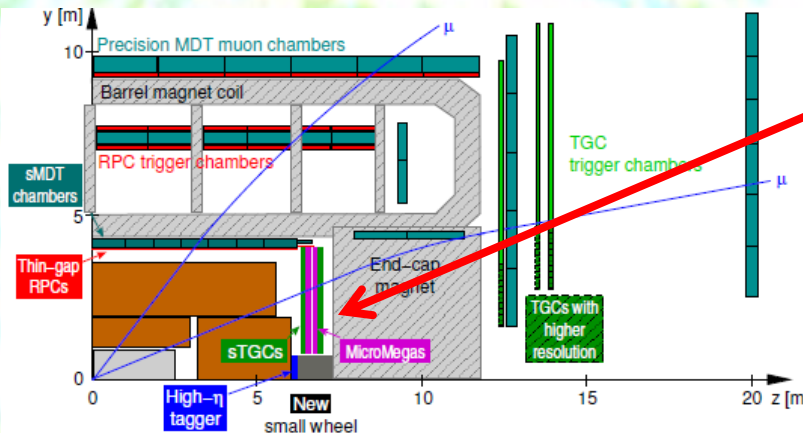 y [m]
10
5
0
Precision MDT muon chambers
μ
Barrel magnet coil
RPC trigger chambers
TGC
trigger chambers
μ
sMDT
chambers
Thin-gap
RPCs
End-cap
magnet
sTGCs
MicroMegas
TGCs with
higher
resolution
0
5
10
15
20
z [m
High-η
tagger
New
small wheel